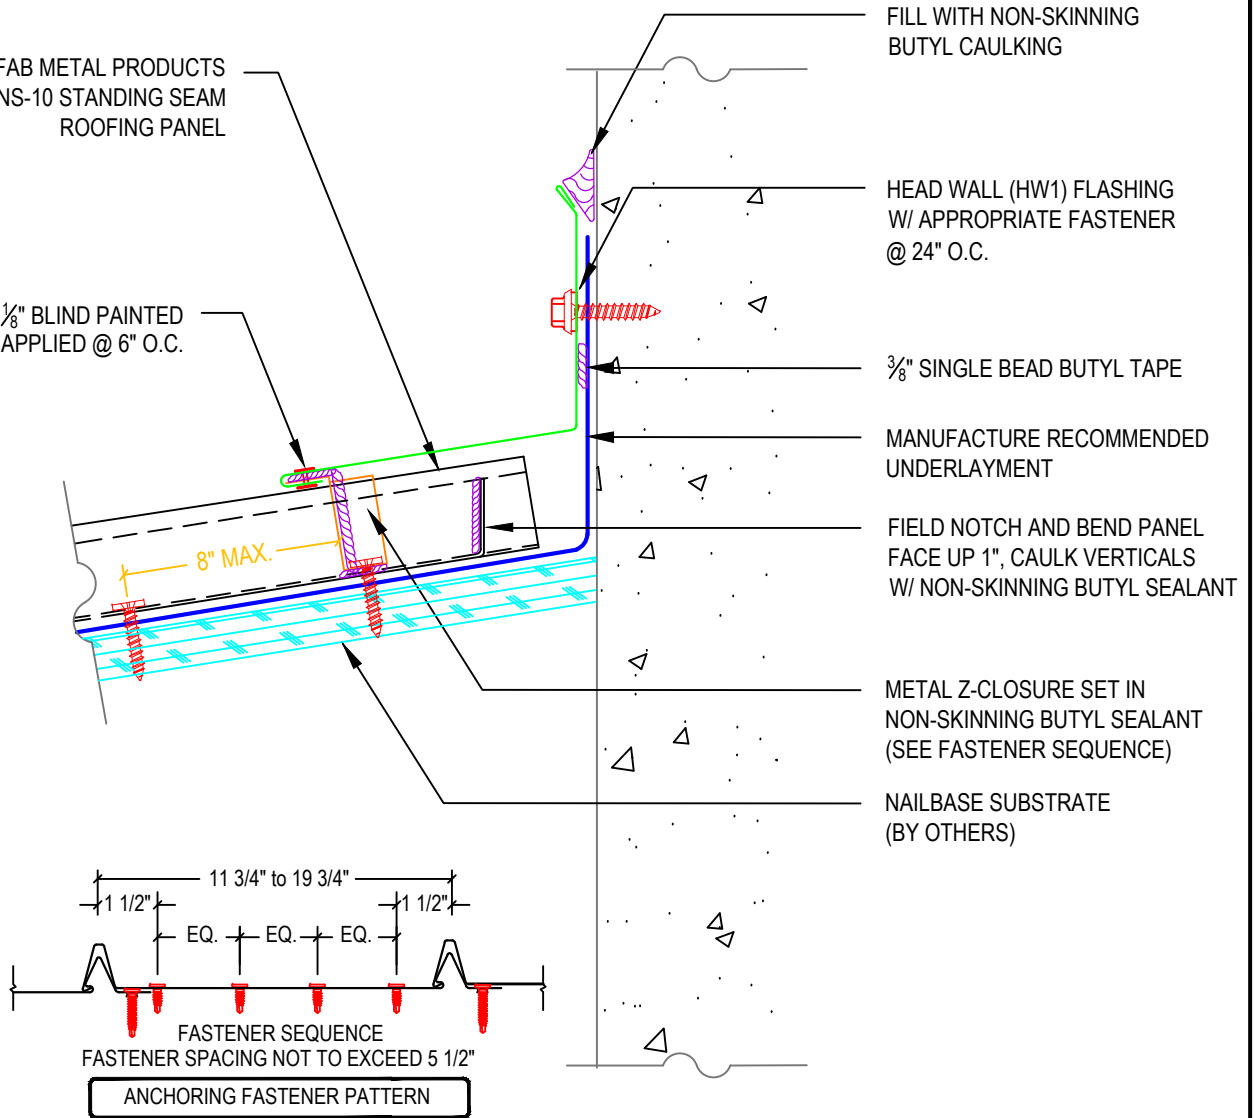 FILL WITH NON-SKINNING
BUTYL CAULKING
FAB METAL PRODUCTS
NS-10 STANDING SEAM
ROOFING PANEL
HEAD WALL (HW1) FLASHING
W/ APPROPRIATE FASTENER
@ 24" O.C.
⅛" BLIND PAINTED
APPLIED @ 6" O.C.
⅜" SINGLE BEAD BUTYL TAPE
MANUFACTURE RECOMMENDED
UNDERLAYMENT
8" MAX.
FIELD NOTCH AND BEND PANEL
FACE UP 1", CAULK VERTICALS
W/ NON-SKINNING BUTYL SEALANT
METAL Z-CLOSURE SET IN
NON-SKINNING BUTYL SEALANT
(SEE FASTENER SEQUENCE)
NAILBASE SUBSTRATE
(BY OTHERS)
11 3/4" to 19 3/4"
1 1/2" 1 1/2"
EQ. EQ. EQ.
FASTENER SEQUENCE
FASTENER SPACING NOT TO EXCEED 5 1/2"
ANCHORING FASTENER PATTERN